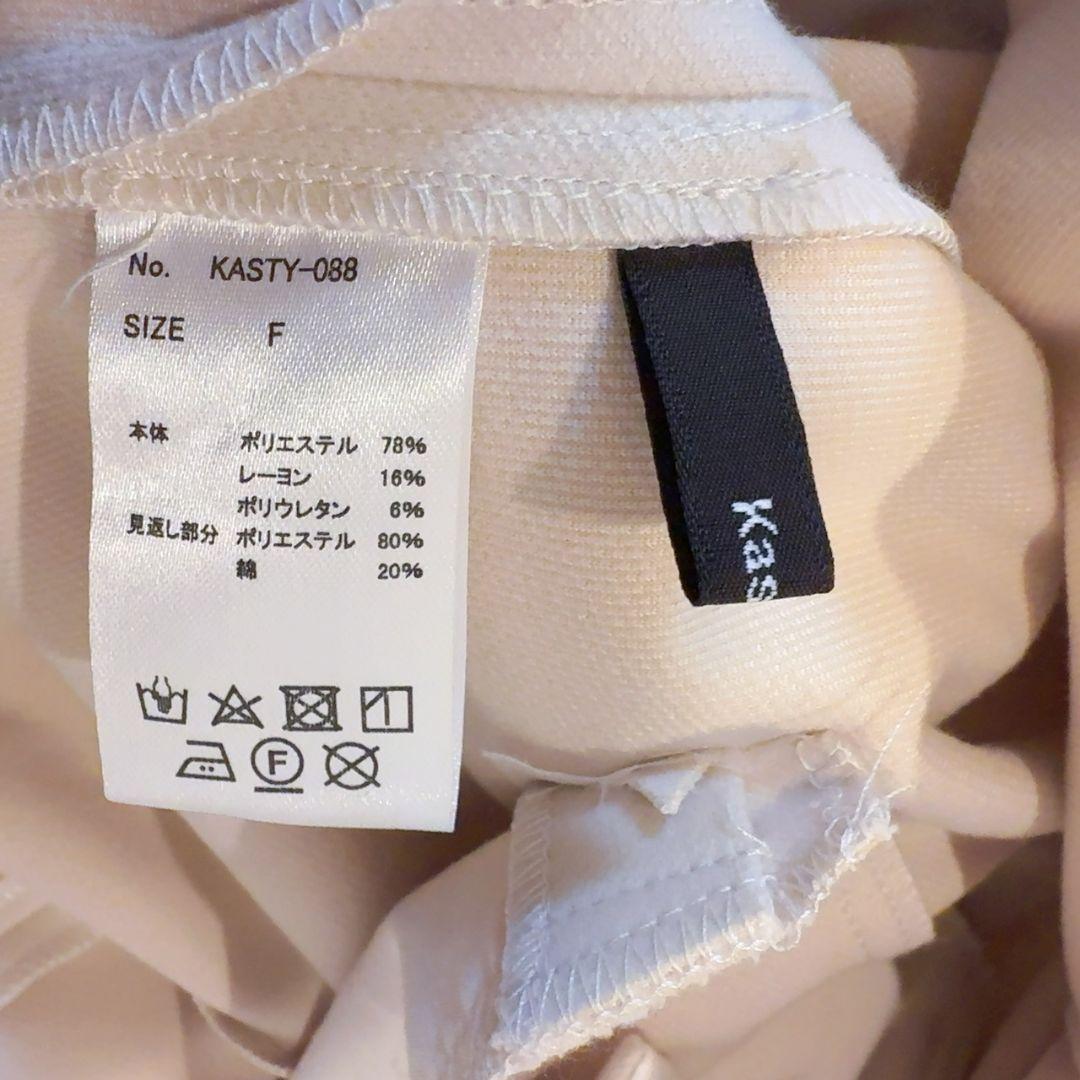 No. KASTY-088
SIZE F
本体 ポリエステル 78%
レーヨン 16%
ポリウレタン 6%
見返し部分 ポリエステル 80%
綿 20%
F
Kas